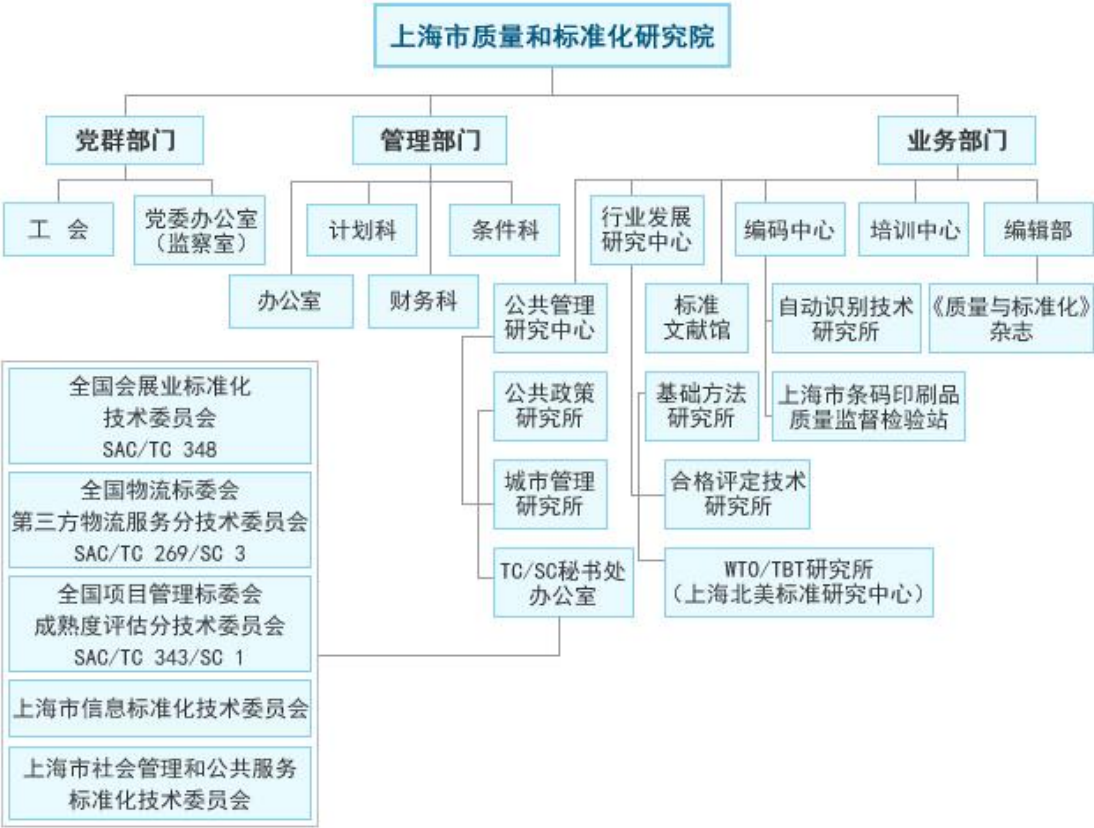 上海市质量和标准化研究院
党群部门
管理部门
业务部门
工 会
党委办公室
（监察室）
计划科
条件科
行业发展
研究中心
编码中心
培训中心
编辑部
办公室
财务科
公共管理
研究中心
标准
文献馆
自动识别技术
研究所
《质量与标准化》
杂志
全国会展业标准化
技术委员会
SAC/TC 348
公共政策
研究所
基础方法
研究所
上海市条码印刷品
质量监督检验站
全国物流标委会
第三方物流服务分技术委员会
SAC/TC 269/SC 3
城市管理
研究所
合格评定技术
研究所
全国项目管理标委会
成熟度评估分技术委员会
SAC/TC 343/SC 1
TC/SC秘书处
办公室
WTO/TBT研究所
（上海北美标准研究中心）
上海市信息标准化技术委员会
上海市社会管理和公共服务
标准化技术委员会